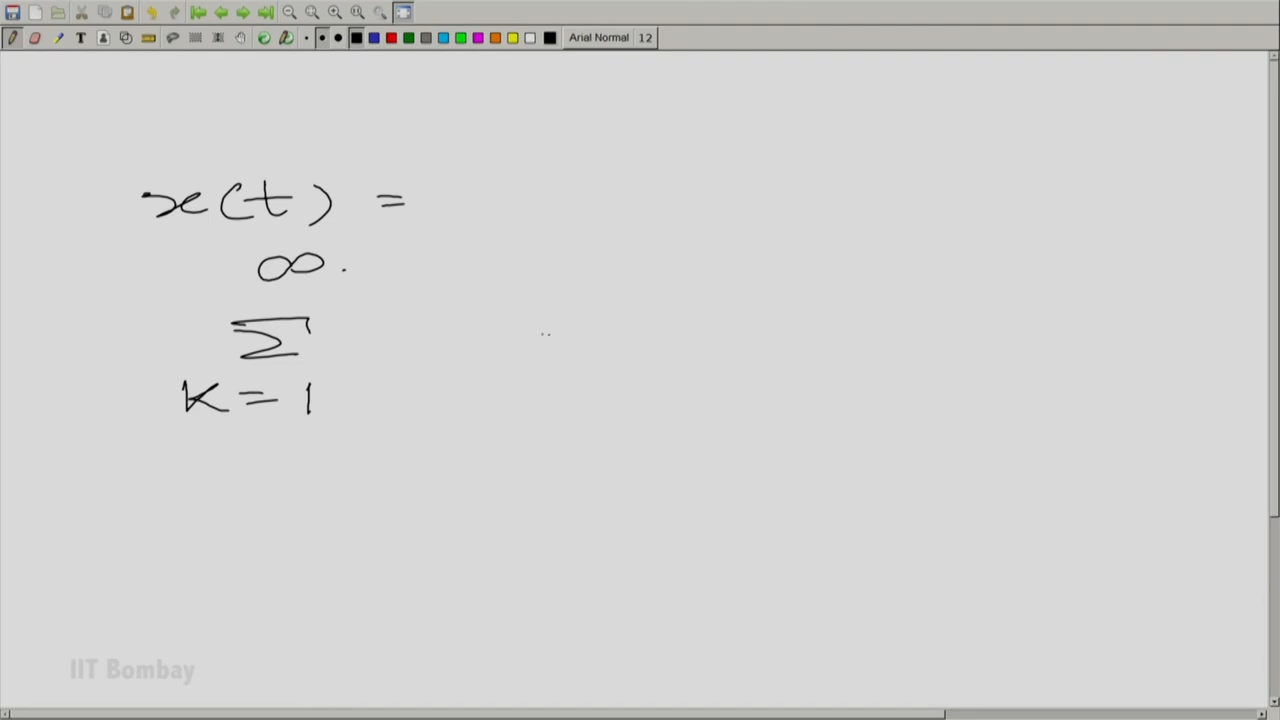 Arial Normal 12
x(t) =
∞
Σ
K = 1
IIT Bombay